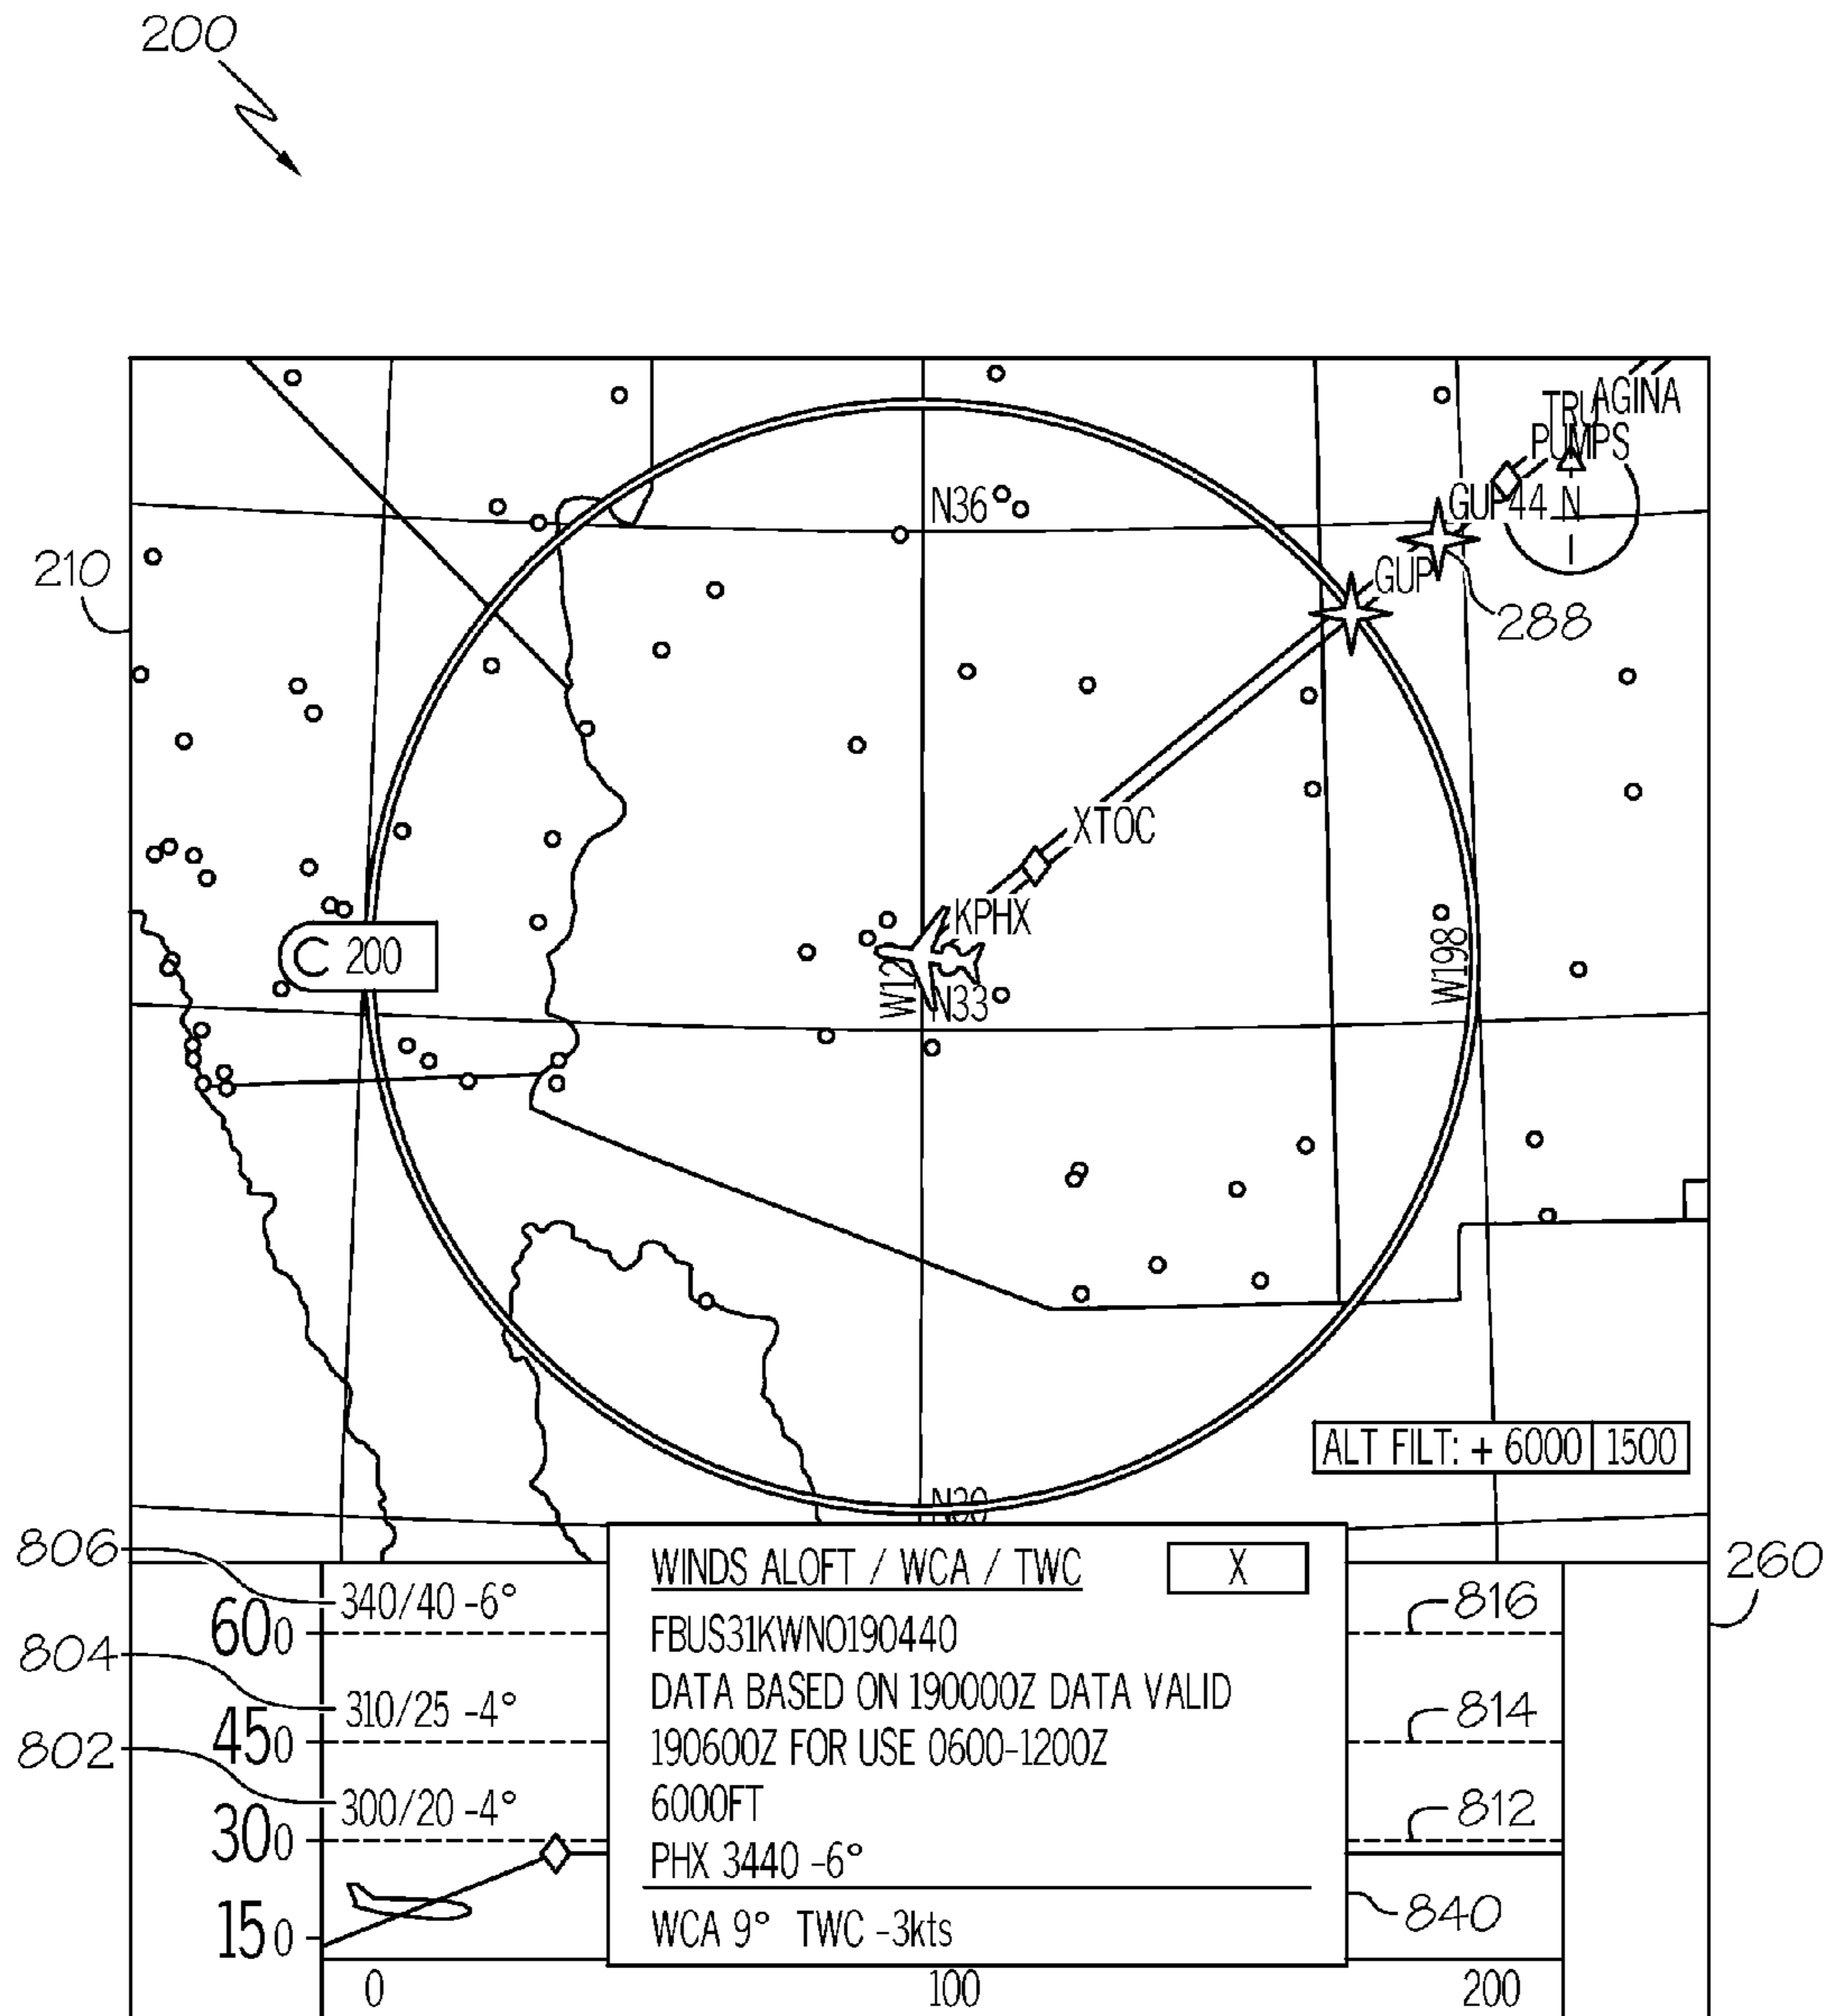 200
AGINA
TRU
PUMPS
N36
GUP44
N
210
GUP
288
XTOC
KPHX
C 200
W12
W198
N33
ALT FILT: + 6000 1500
N30
806
WINDS ALOFT / WCA / TWC
X
260
340/40 -6°
816
600
FBUS31KWNO190440
804
DATA BASED ON 190000Z DATA VALID
310/25 -4°
814
450
190600Z FOR USE 0600-1200Z
802
300/20 -4°
6000FT
812
300
PHX 3440 -6°
840
150
WCA 9° TWC -3kts
0
100
200